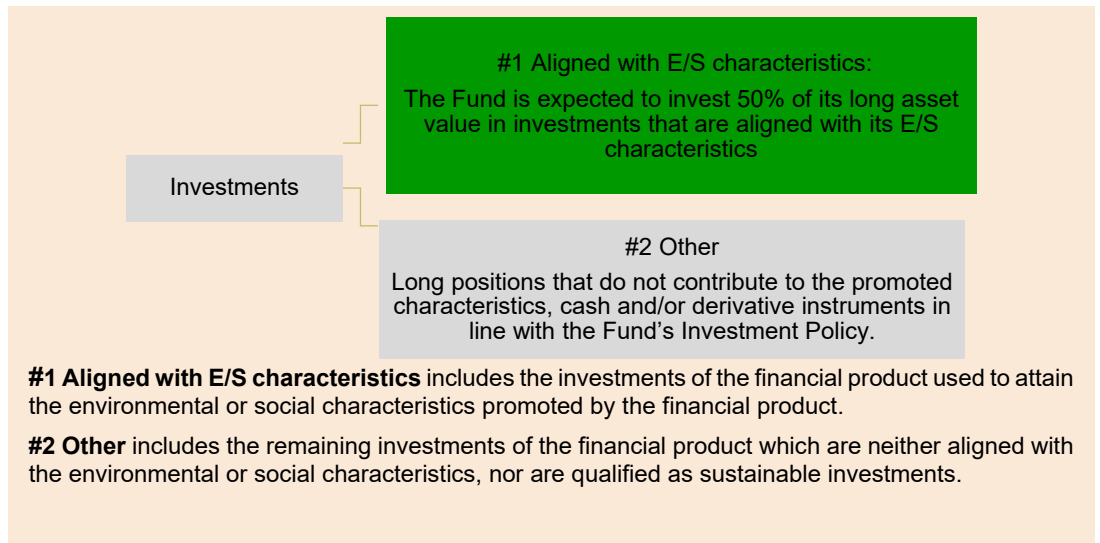 #1 Aligned with E/S characteristics:
The Fund is expected to invest 50% of its long asset
value in investments that are aligned with its E/S
characteristics
Investments
#2 Other
Long positions that do not contribute to the promoted
characteristics, cash and/or derivative instruments in
line with the Fund’s Investment Policy.
#1 Aligned with E/S characteristics includes the investments of the financial product used to attain
the environmental or social characteristics promoted by the financial product.
#2 Other includes the remaining investments of the financial product which are neither aligned with
the environmental or social characteristics, nor are qualified as sustainable investments.